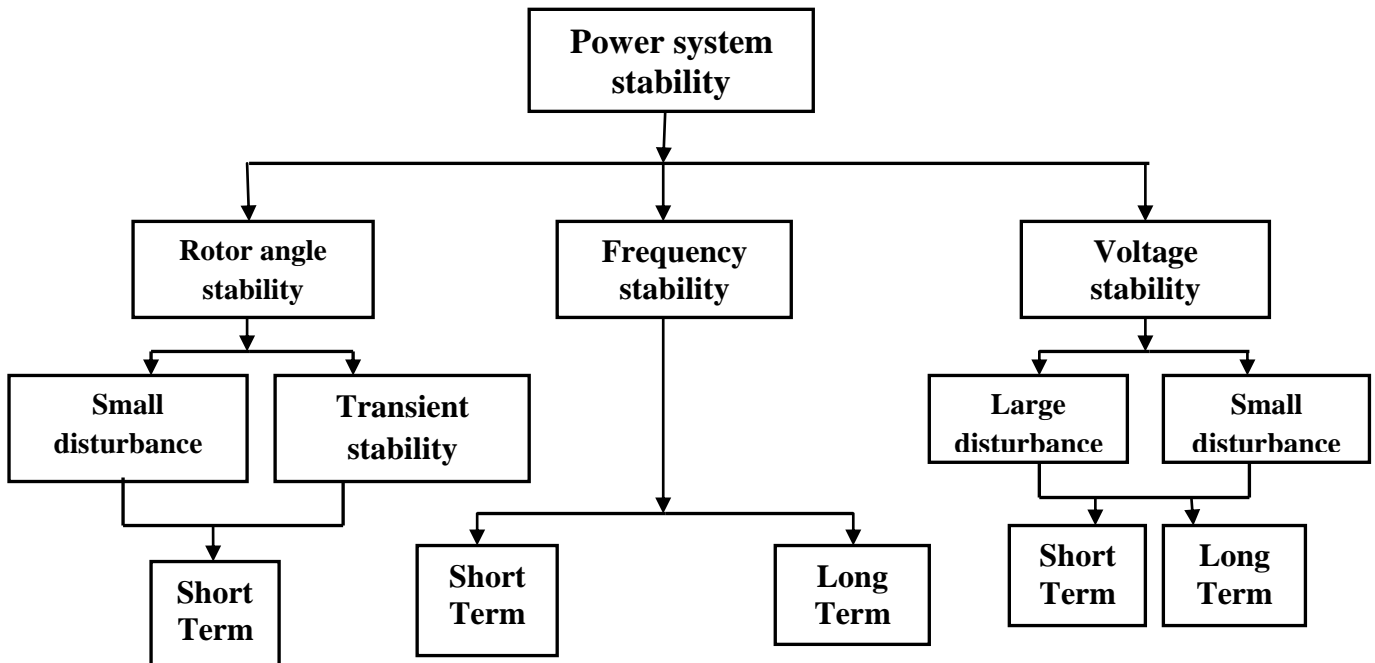 Power system
stability
Rotor angle
stability
Frequency
stability
Voltage
stability
Small
disturbance
Transient
stability
Large
disturbance
Small
disturbance
Short
Term
Short
Term
Long
Term
Short
Term
Long
Term